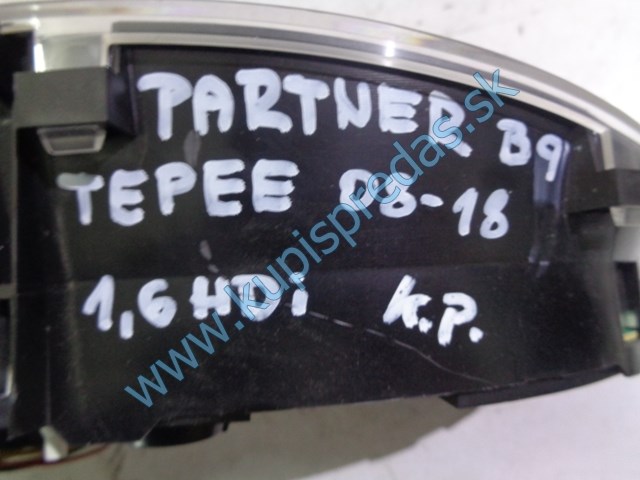 PARTNER B9
TEPEE 08-18
1,6 HDi K.P.
www.kupispredas.sk